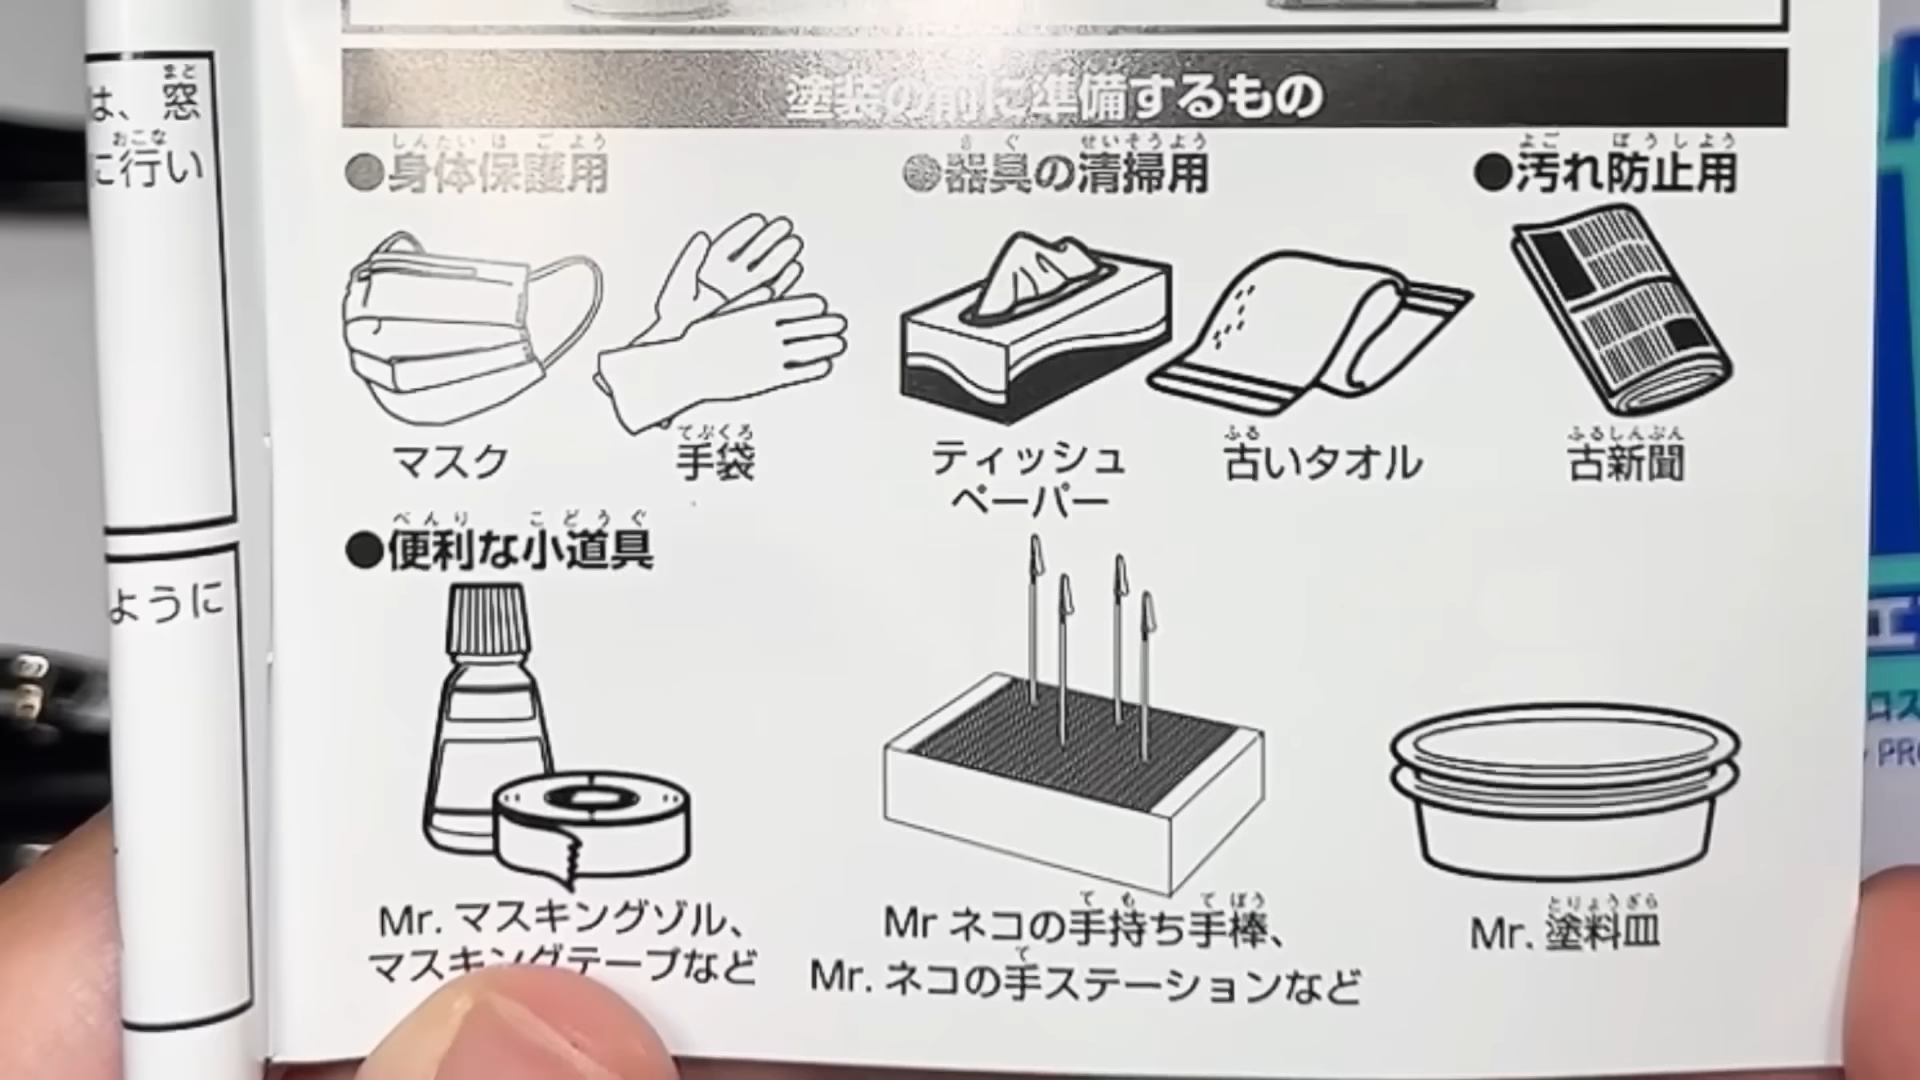 は、窓
に行い
ように
塗装の前に準備するもの
●身体保護用
●器具の清掃用
●汚れ防止用
マスク
手袋
ティッシュ
ペーパー
古いタオル
古新聞
●便利な小道具
Mr. マスキングゾル、
マスキングテープなど
Mr ネコの手持ち手棒、
Mr. ネコの手ステーションなど
Mr. 塗料皿